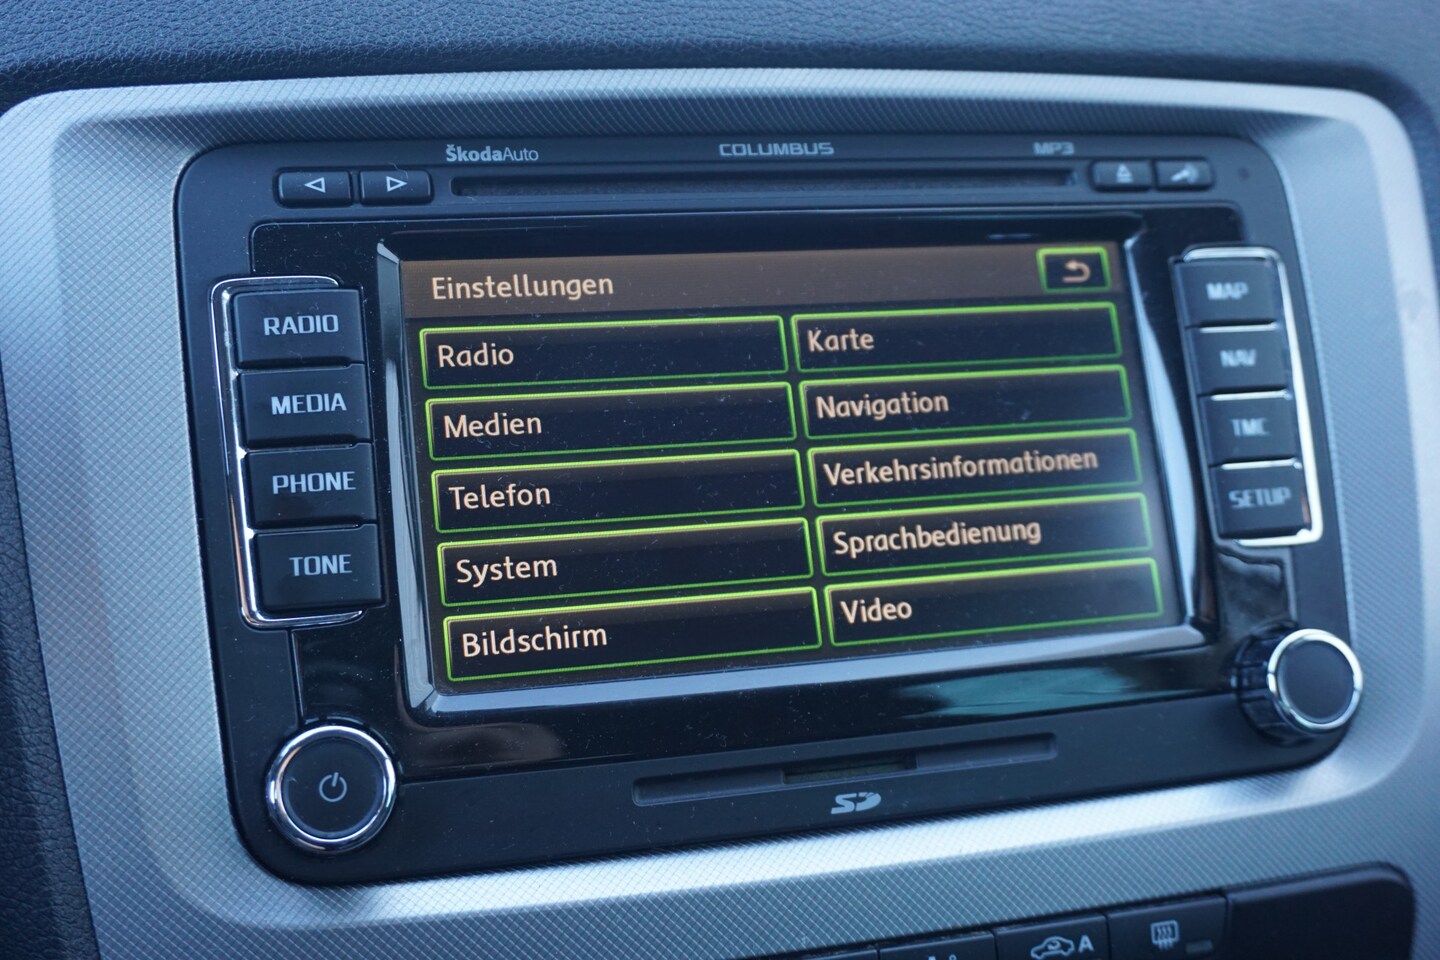 ŠkodaAuto COLUMBUS MP3
Einstellungen
RADIO
MEDIA
PHONE
TONE
Radio
Medien
Telefon
System
Bildschirm
Karte
Navigation
Verkehrsinformationen
Sprachbedienung
Video
MAP
NAV
TMC
SETUP
SD
A